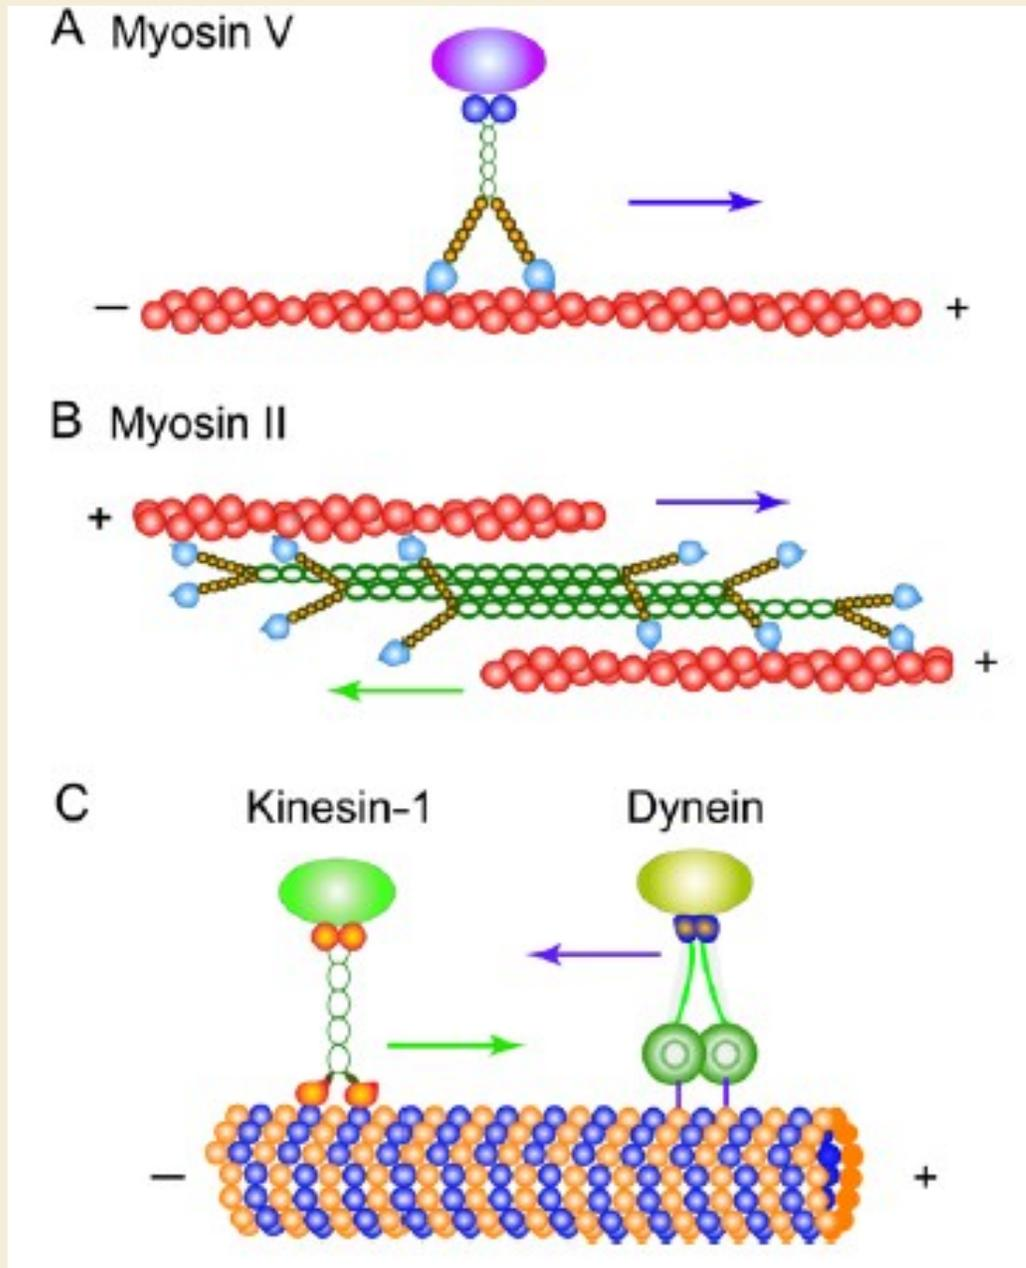 A Myosin V
– +
B Myosin II
+
+
C Kinesin-1 Dynein
– +